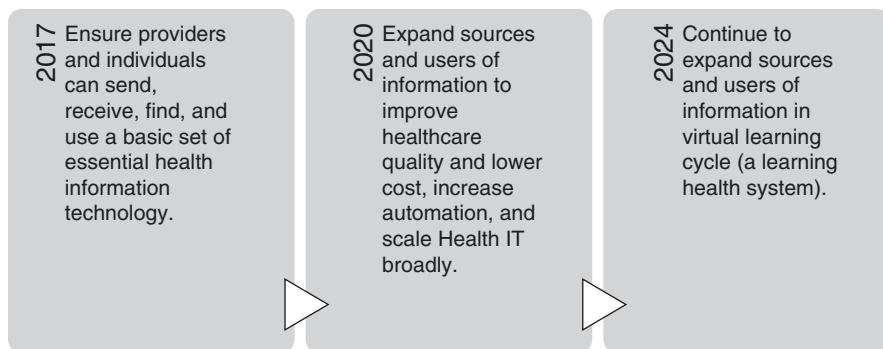 2017
Ensure providers
and individuals
can send,
receive, find, and
use a basic set of
essential health
information
technology.
2020
Expand sources
and users of
information to
improve
healthcare
quality and lower
cost, increase
automation, and
scale Health IT
broadly.
2024
Continue to
expand sources
and users of
information in
virtual learning
cycle (a learning
health system).